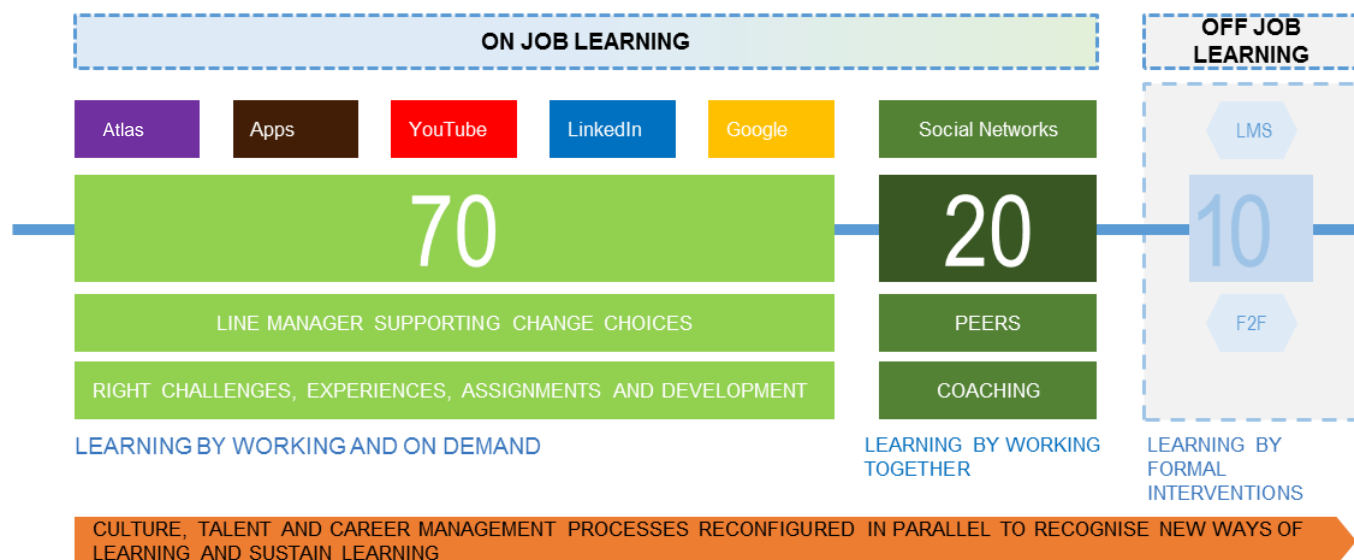 ON JOB LEARNING
OFF JOB
LEARNING
Atlas
Apps
YouTube
LinkedIn
Google
Social Networks
LMS
70
20
10
LINE MANAGER SUPPORTING CHANGE CHOICES
PEERS
F2F
RIGHT CHALLENGES, EXPERIENCES, ASSIGNMENTS AND DEVELOPMENT
COACHING
LEARNING BY WORKING AND ON DEMAND
LEARNING BY WORKING
TOGETHER
LEARNING BY
FORMAL
INTERVENTIONS
CULTURE, TALENT AND CAREER MANAGEMENT PROCESSES RECONFIGURED IN PARALLEL TO RECOGNISE NEW WAYS OF
LEARNING AND SUSTAIN LEARNING